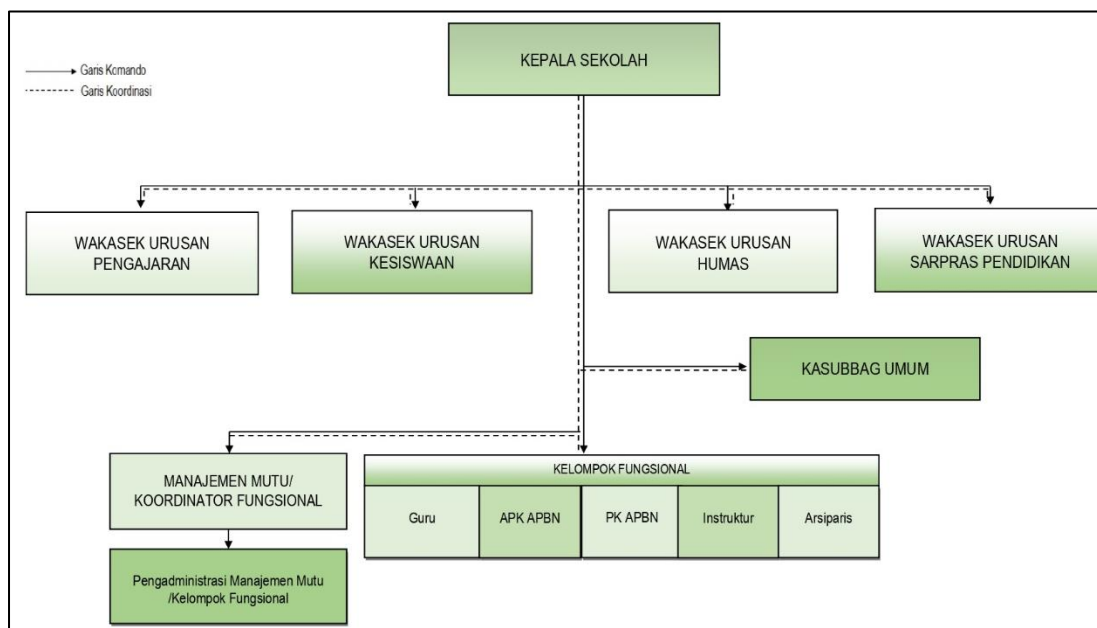 KEPALA SEKOLAH
Garis Komando
Garis Koordinasi
WAKASEK URUSAN
PENGAJARAN
WAKASEK URUSAN
KESISWAAN
WAKASEK URUSAN
HUMAS
WAKASEK URUSAN
SARPRAS PENDIDIKAN
KASUBBAG UMUM
MANAJEMEN MUTU/
KOORDINATOR FUNGSIONAL
KELOMPOK FUNGSIONAL
Guru
APK APBN
PK APBN
Instruktur
Arsiparis
Pengadministrasi Manajemen Mutu
/Kelompok Fungsional